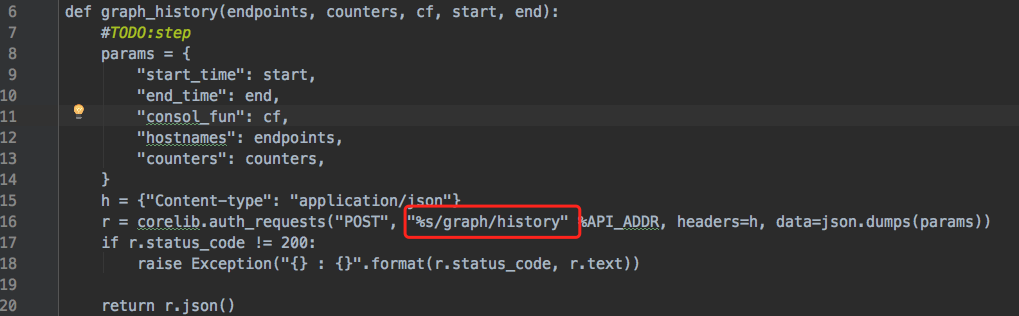 6 def graph_history(endpoints, counters, cf, start, end):
7 #TODO:step
8 params = {
9 "start_time": start,
10 "end_time": end,
11 "consol_fun": cf,
12 "hostnames": endpoints,
13 "counters": counters,
14 }
15 h = {"Content-type": "application/json"}
16 r = corelib.auth_requests("POST", "%s/graph/history" %API_ADDR, headers=h, data=json.dumps(params))
17 if r.status_code != 200:
18 raise Exception("{} : {}".format(r.status_code, r.text))
19
20 return r.json()